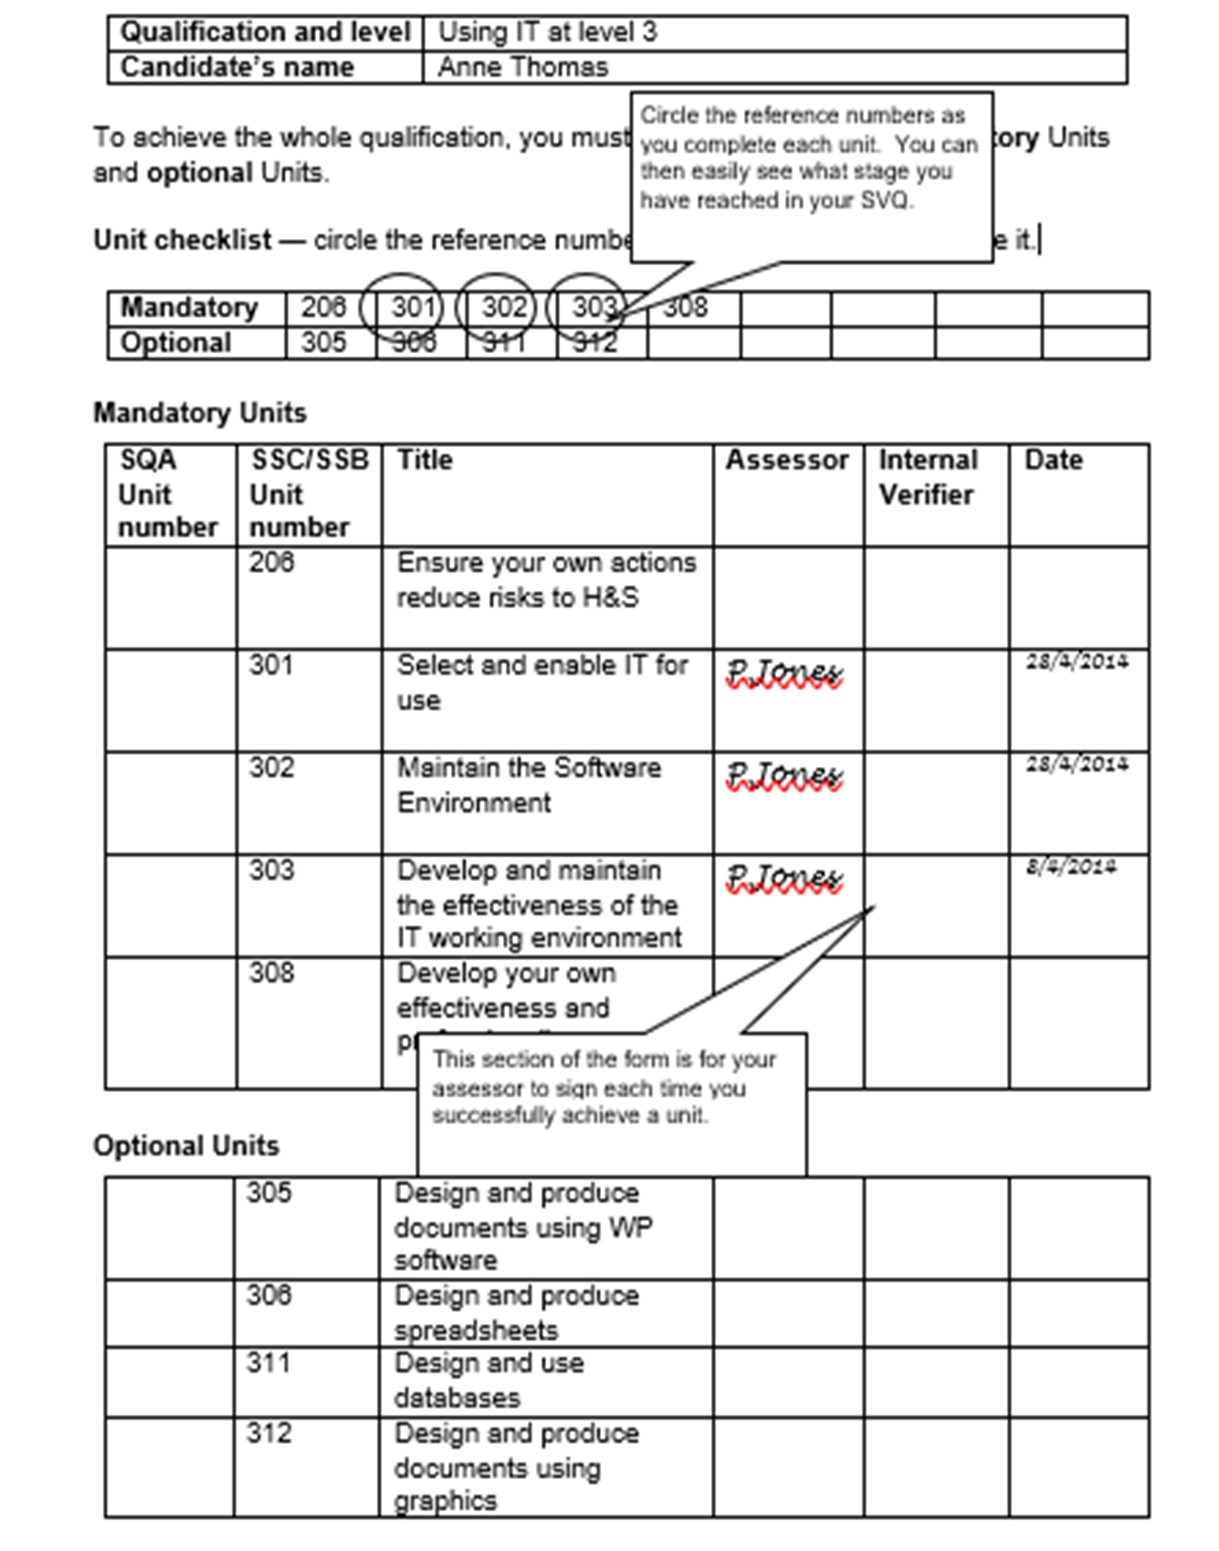 Qualification and level Using IT at level 3
Candidate's name Anne Thomas
Circle the reference numbers as
you complete each unit. You can
then easily see what stage you
have reached in your SVQ.
To achieve the whole qualification, you must ory Units
and optional Units.
Unit checklist — circle the reference numbe e it.
Mandatory 206 301 302 303 308
Optional 305 306 311 312
Mandatory Units
SQA Unit number SSC/SSB Unit number Title Assessor Internal Verifier Date
206 Ensure your own actions
reduce risks to H&S
301 Select and enable IT for P.Jones 28/4/2014
use
302 Maintain the Software P.Jones 28/4/2014
Environment
303 Develop and maintain P.Jones 8/4/2014
the effectiveness of the
IT working environment
308 Develop your own
effectiveness and
This section of the form is for your
assessor to sign each time you
successfully achieve a unit.
Optional Units
305 Design and produce
documents using WP
software
306 Design and produce
spreadsheets
311 Design and use
databases
312 Design and produce
documents using
graphics